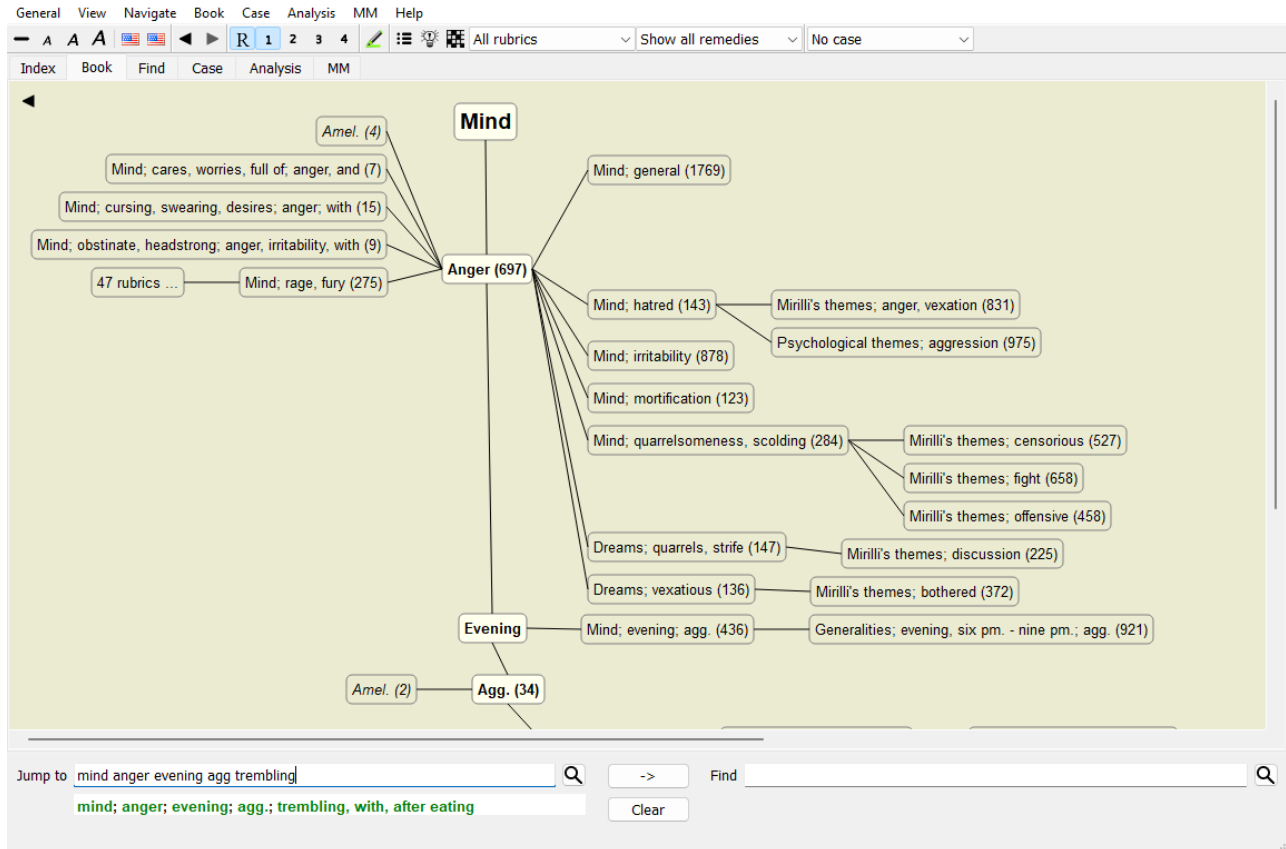 General View Navigate Book Case Analysis MM Help
A A A R 1 2 3 4 All rubrics Show all remedies No case
Index Book Find Case Analysis MM
Mind
Amel. (4)
Mind; cares, worries, full of; anger, and (7)
Mind; general (1769)
Mind; cursing, swearing, desires; anger; with (15)
Mind; obstinate, headstrong; anger, irritability, with (9)
Anger (697)
47 rubrics ... Mind; rage, fury (275)
Mind; hatred (143) Mirilli's themes; anger, vexation (831)
Psychological themes; aggression (975)
Mind; irritability (878)
Mind; mortification (123)
Mind; quarrelsomeness, scolding (284) Mirilli's themes; censorious (527)
Mirilli's themes; fight (658)
Mirilli's themes; offensive (458)
Dreams; quarrels, strife (147) Mirilli's themes; discussion (225)
Dreams; vexatious (136) Mirilli's themes; bothered (372)
Evening Mind; evening; agg. (436) Generalities; evening, six pm. - nine pm.; agg. (921)
Amel. (2) Agg. (34)
Jump to mind anger evening agg trembling -> Find
mind; anger; evening; agg.; trembling, with, after eating Clear